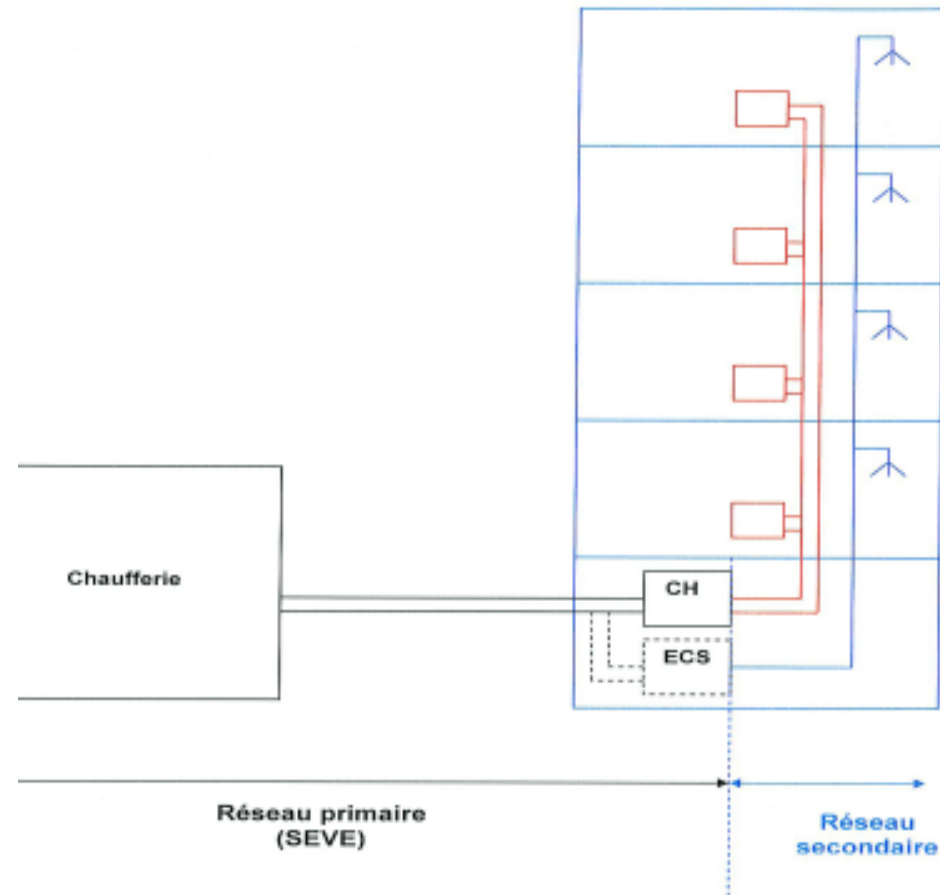 Chaufferie
CH
ECS
Réseau primaire
(SEVE)
Réseau
secondaire